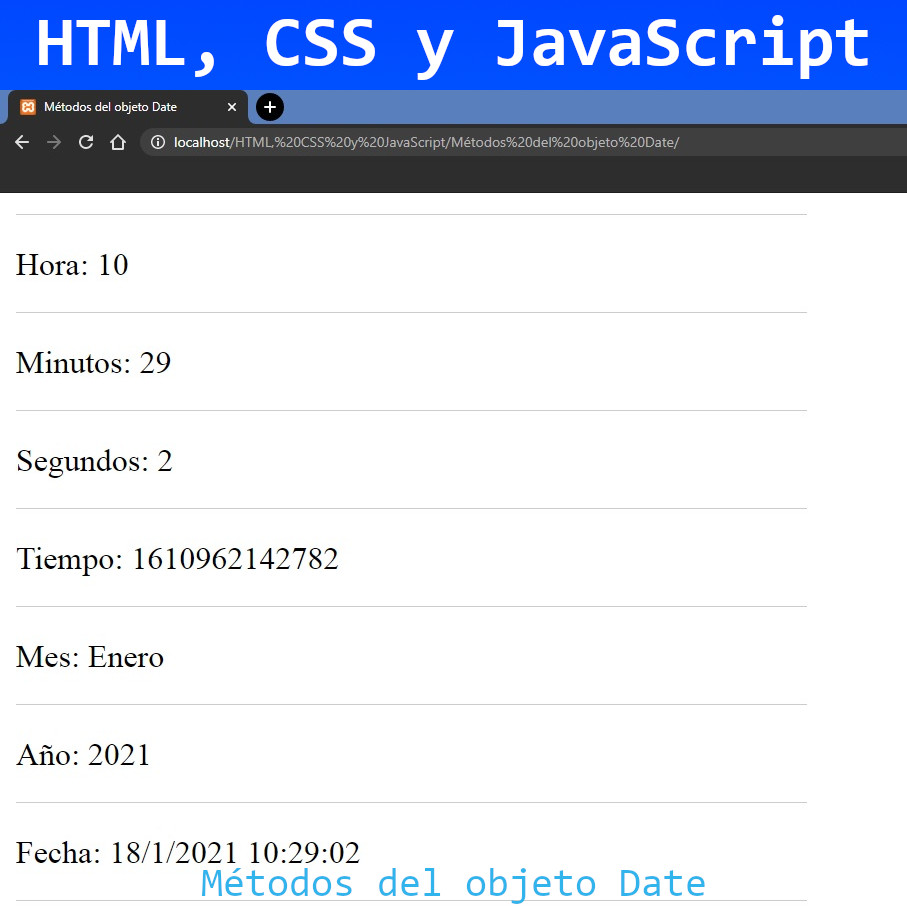 HTML, CSS y JavaScript
Métodos del objeto Date
localhost/HTML,%20CSS%20y%20JavaScript/Métodos%20del%20objeto%20Date/
Hora: 10
Minutos: 29
Segundos: 2
Tiempo: 1610962142782
Mes: Enero
Año: 2021
Fecha: 18/1/2021 10:29:02
Métodos del objeto Date